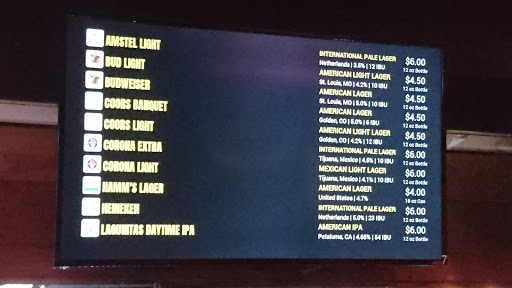 AMSTEL LIGHT
INTERNATIONAL PALE LAGER $6.00
Netherlands | 3.5% | 12 IBU 12 oz Bottle
BUD LIGHT
AMERICAN LIGHT LAGER $4.50
St. Louis, MO | 4.2% | 10 IBU 12 oz Bottle
BUDWEISER
AMERICAN LAGER $4.50
St. Louis, MO | 5.0% | 10 IBU 12 oz Bottle
COORS BANQUET
AMERICAN LAGER $4.50
Golden, CO | 5.0% | 6 IBU 12 oz Bottle
COORS LIGHT
AMERICAN LIGHT LAGER $4.50
Golden, CO | 4.2% | 12 IBU 12 oz Bottle
CORONA EXTRA
INTERNATIONAL PALE LAGER $6.00
Tijuana, Mexico | 4.6% | 10 IBU 12 oz Bottle
CORONA LIGHT
MEXICAN LIGHT LAGER $6.00
Tijuana, Mexico | 4.1% | 10 IBU 12 oz Bottle
HAMM'S LAGER
AMERICAN LAGER $4.00
United States | 4.7% 16 oz Can
HEINEKEN
INTERNATIONAL PALE LAGER $6.00
Netherlands | 5.0% | 23 IBU 12 oz Bottle
LAGUNITAS DAYTIME IPA
AMERICAN IPA $6.00
Petaluma, CA | 4.65% | 54 IBU 12 oz Bottle